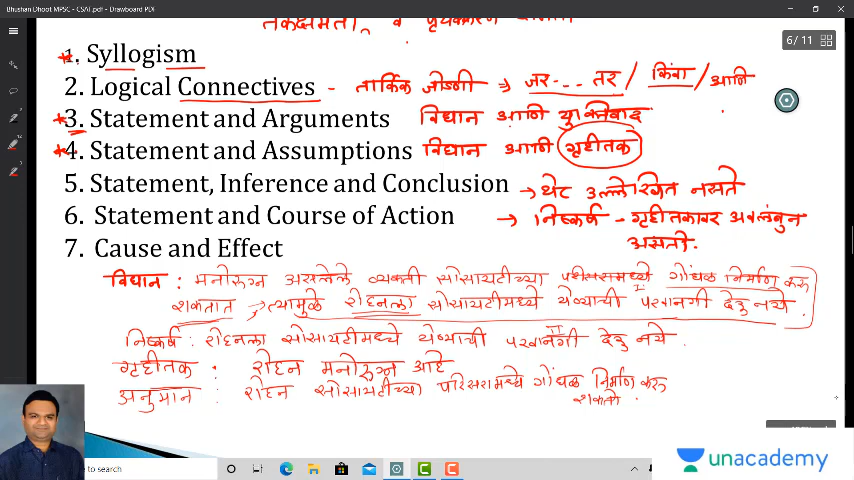 Bhushan Dhoot MPSC - CSAT.pdf - Drawboard PDF
6 / 11
तर्कक्षमता व पृथ्थकरण
1. Syllogism
2. Logical Connectives - तार्किक जोडणी ⇒ जर --- तर / किंवा / आणि
3. Statement and Arguments विधान आणि युक्तिवाद
4. Statement and Assumptions विधान आणि गृहीतक
5. Statement, Inference and Conclusion → थेट उल्लेखित नसते
6. Statement and Course of Action → निष्कर्ष - गृहीतकावर अवलंबुन
असतो.
7. Cause and Effect
विधान : मनोरुग्न असलेले व्यक्ती सोसायटीच्या परिसरामध्ये गोंधळ निर्माण करू
शकतात → त्यामुळे रोहनला सोसायटीमध्ये येण्याची परवानगी देवु नये.
निष्कर्ष : रोहनला सोसायटीमध्ये येण्याची परवानगी देवु नये.
गृहीतक : रोहन मनोरुग्न आहे
अनुमान : रोहन सोसायटीच्या परिसरामध्ये गोंधळ निर्माण करू
शकतो.
unacademy
to search